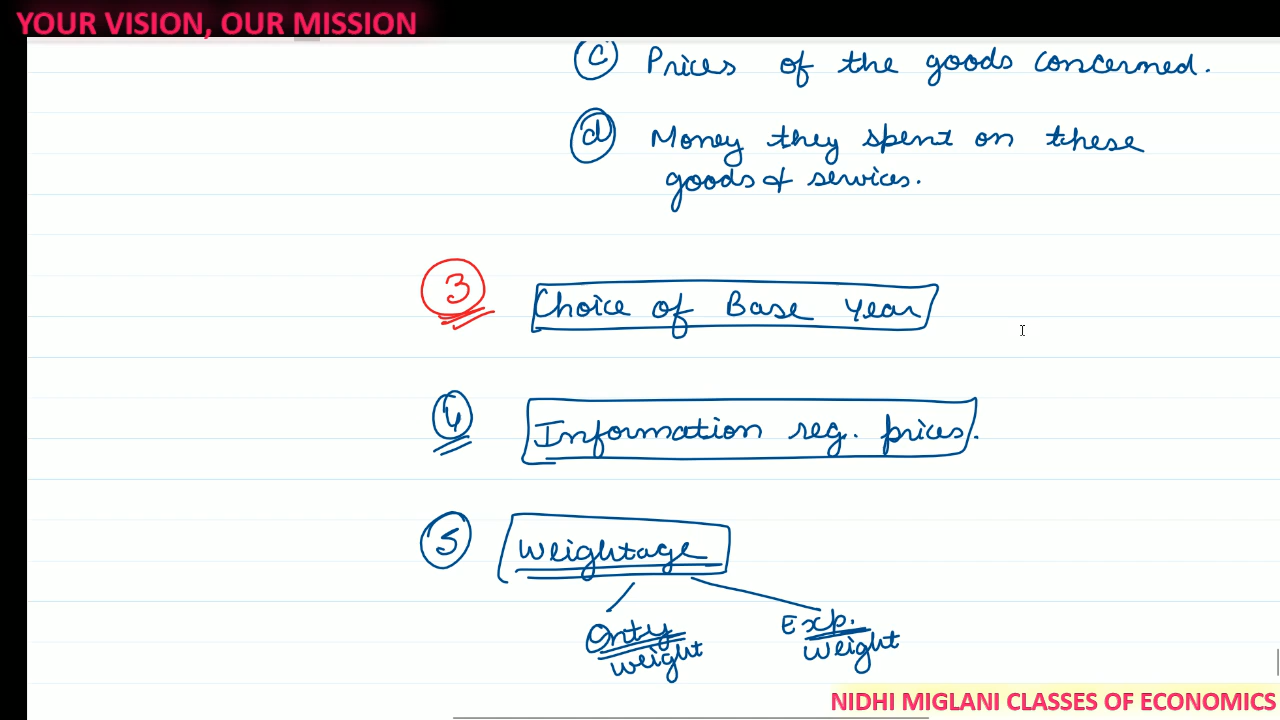 YOUR VISION, OUR MISSION
(c) Prices of the goods concerned.
(d) Money they spent on these
goods & services.
3 Choice of Base Year
4 Information reg. prices.
5 Weightage
Qnty Exp.
weight weight
NIDHI MIGLANI CLASSES OF ECONOMICS